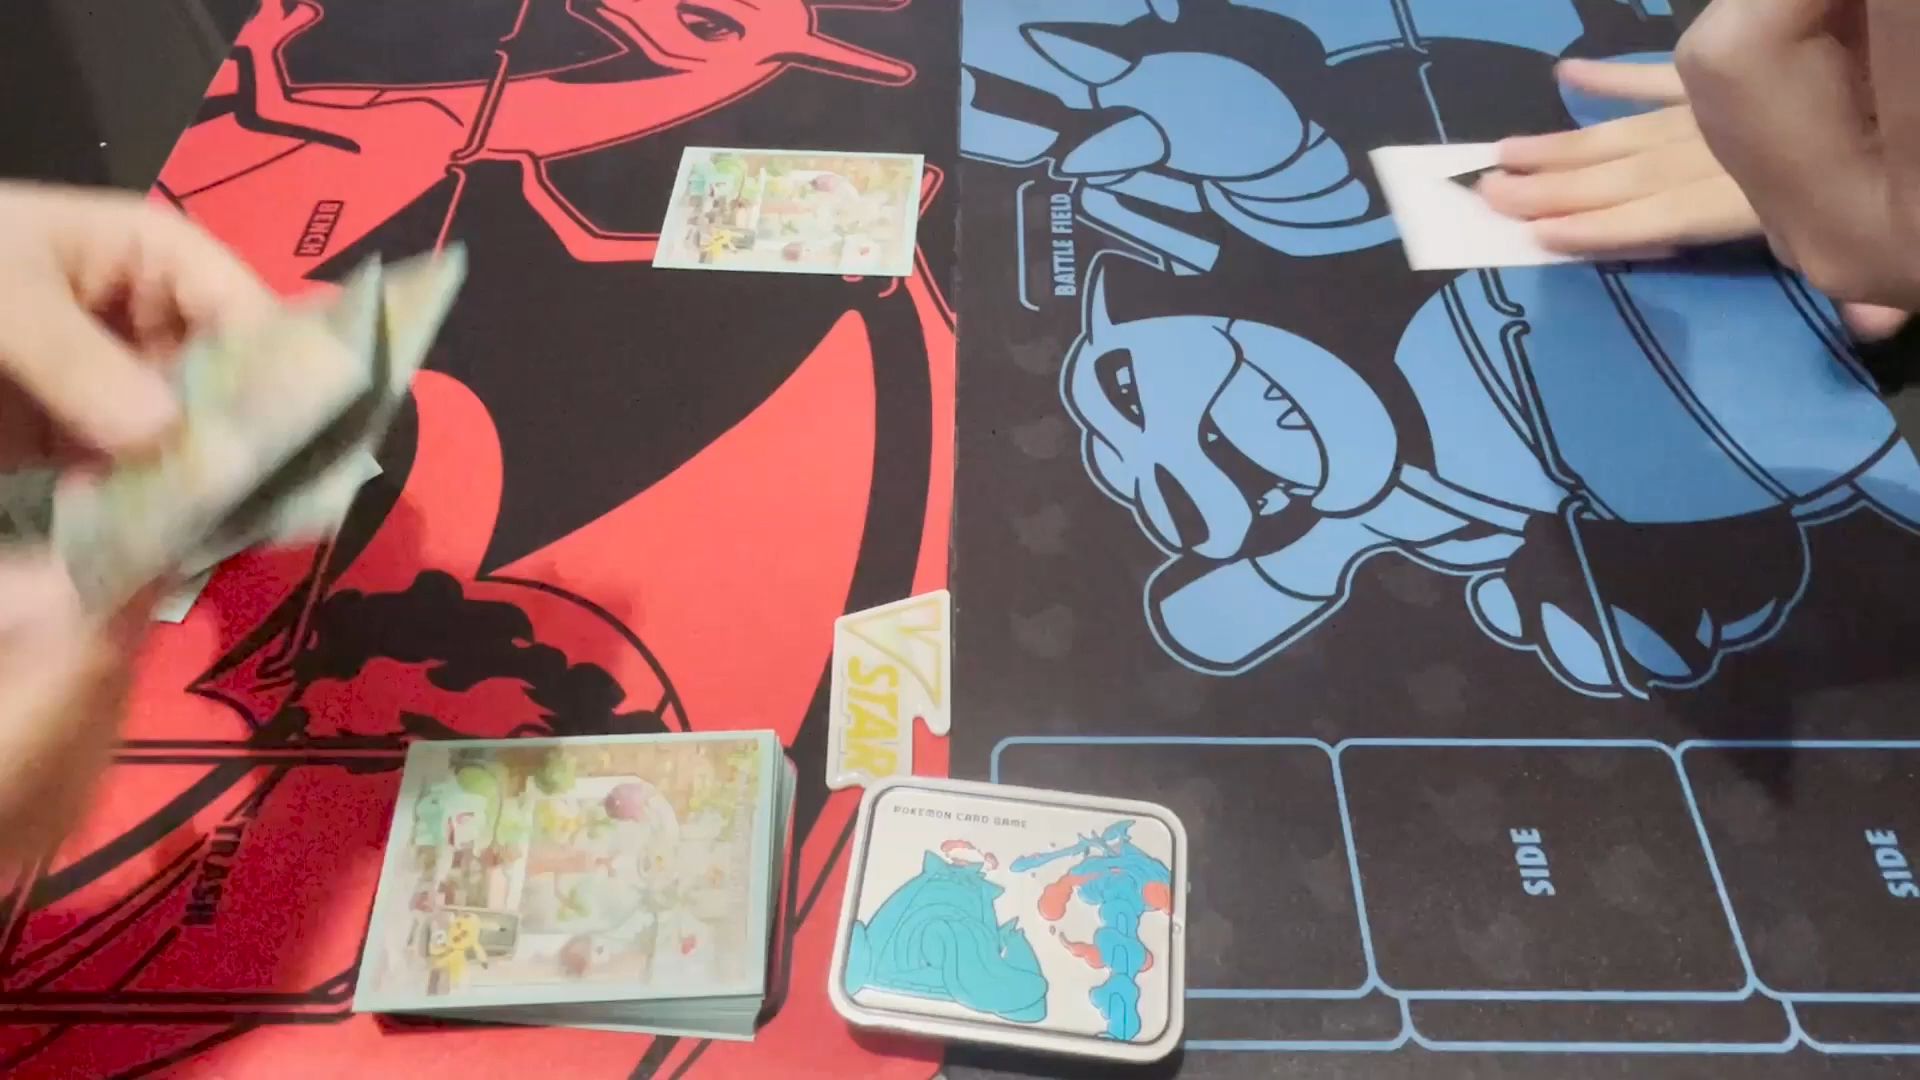 BENCH
BATTLE FIELD
V
STAR
POKEMON CARD GAME
SIDE
SIDE
TRASH